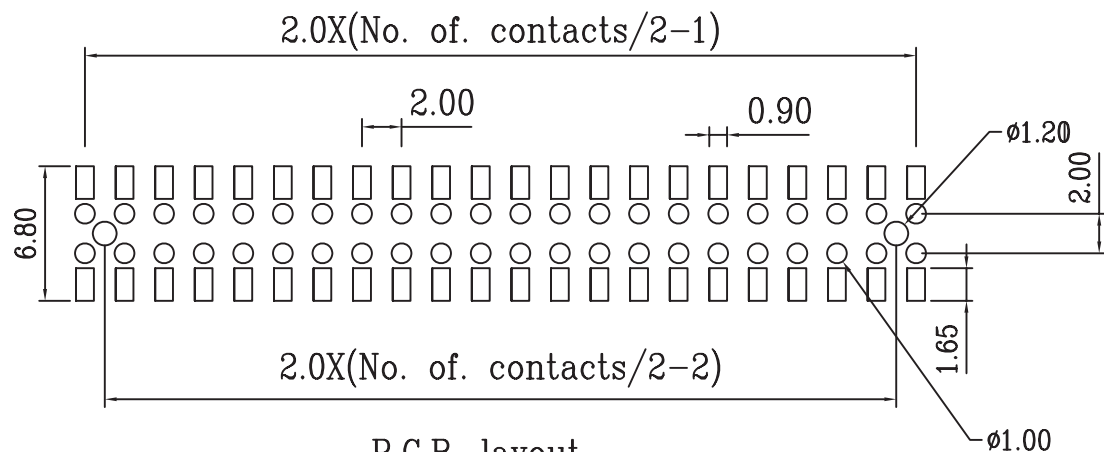 2.0X(No. of. contacts/2-1)
2.00
0.90
ø1.20
2.00
6.80
1.65
2.0X(No. of. contacts/2-2)
ø1.00
P.C.B. layout